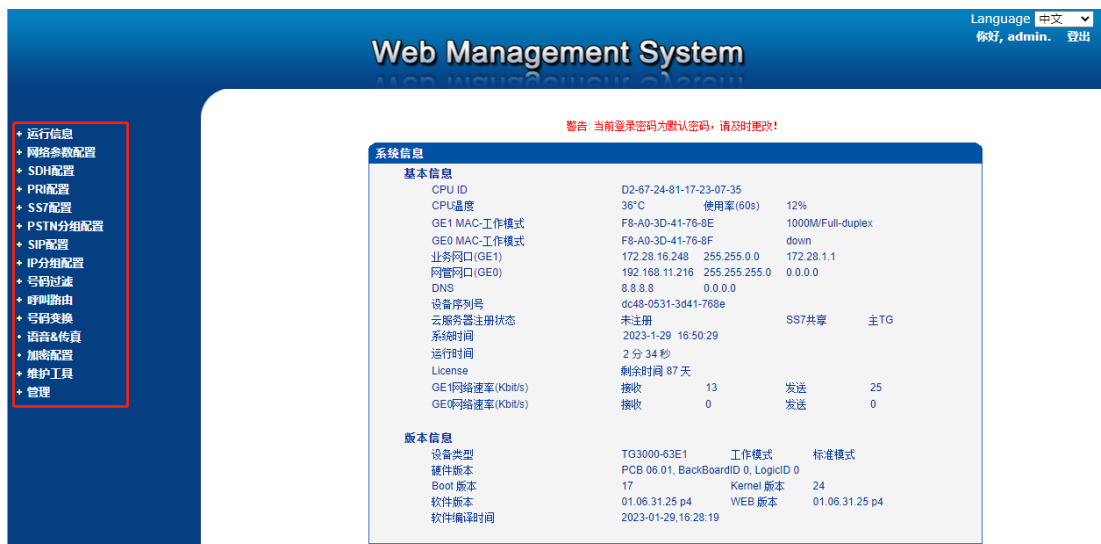 Language 中文
你好, admin. 登出
Web Management System
+ 运行信息
+ 网络参数配置
+ SDH配置
+ PRI配置
+ SS7配置
+ PSTN分组配置
+ SIP配置
+ IP分组配置
+ 号码过滤
+ 呼叫路由
+ 号码变换
• 语音&传真
• 加密配置
+ 维护工具
+ 管理
警告: 当前登录密码为默认密码，请及时更改!
系统信息
基本信息
CPU ID D2-67-24-81-17-23-07-35
CPU温度 36°C 使用率(60s) 12%
GE1 MAC-工作模式 F8-A0-3D-41-76-8E 1000M/Full-duplex
GE0 MAC-工作模式 F8-A0-3D-41-76-8F down
业务网口(GE1) 172.28.16.248 255.255.0.0 172.28.1.1
网管网口(GE0) 192.168.11.216 255.255.255.0 0.0.0.0
DNS 8.8.8.8 0.0.0.0
设备序列号 dc48-0531-3d41-768e
云服务器注册状态 未注册 SS7共享 主TG
系统时间 2023-1-29 16:50:29
运行时间 2 分 34 秒
License 剩余时间 87 天
GE1网络速率(Kbit/s) 接收 13 发送 25
GE0网络速率(Kbit/s) 接收 0 发送 0
版本信息
设备类型 TG3000-63E1 工作模式 标准模式
硬件版本 PCB 06.01, BackBoardID 0, LogicID 0
Boot 版本 17 Kernel 版本 24
软件版本 01.06.31.25 p4 WEB 版本 01.06.31.25 p4
软件编译时间 2023-01-29,16:28:19